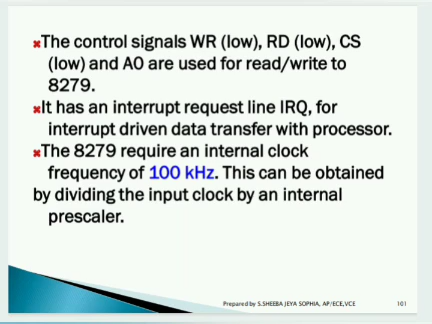 The control signals WR (low), RD (low), CS
(low) and A0 are used for read/write to
8279.
It has an interrupt request line IRQ, for
interrupt driven data transfer with processor.
The 8279 require an internal clock
frequency of 100 kHz. This can be obtained
by dividing the input clock by an internal
prescaler.
Prepared by S.SHEEBA JEYA SOPHIA, AP/ECE,VCE
101